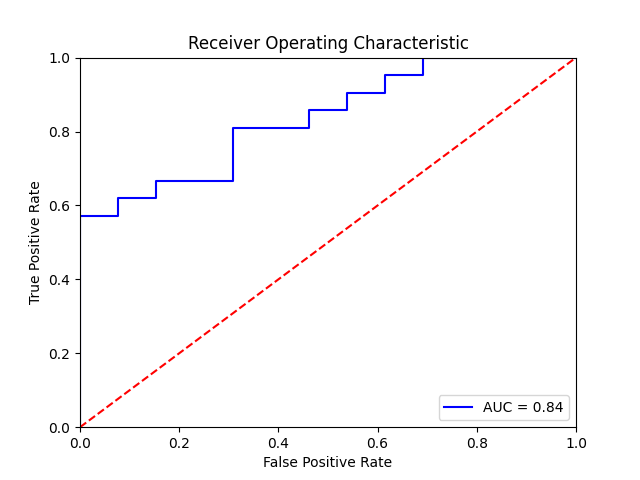 Receiver Operating Characteristic
True Positive Rate
1.0
0.8
0.6
0.4
0.2
0.0
AUC = 0.84
0.0 0.2 0.4 0.6 0.8 1.0
False Positive Rate